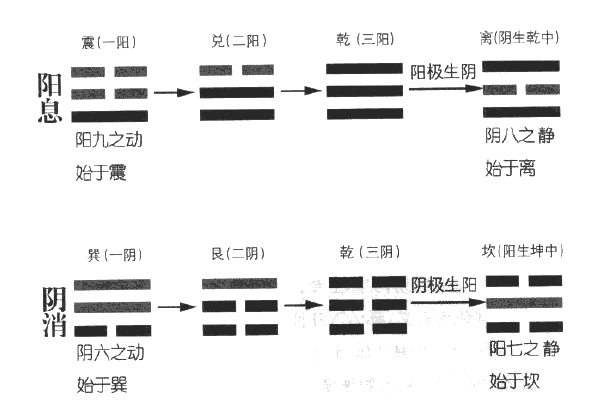 震(一阳)
兑(二阳)
乾(三阳)
离(阴生乾中)
阳息
阳极生阴
阳九之动
始于震
阴八之静
始于离
巽(一阴)
艮(二阴)
乾(三阴)
坎(阳生坤中)
阴消
阴极生阳
阴六之动
始于巽
阳七之静
始于坎